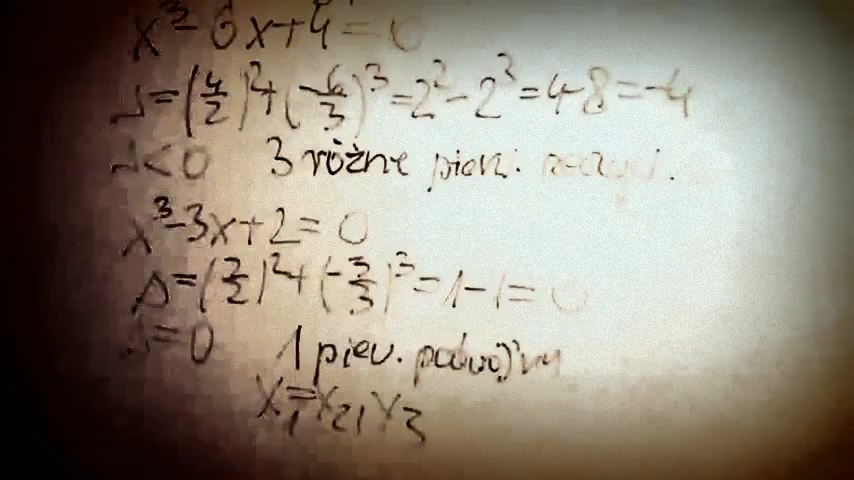 x³-6x+4=0
Δ=(4/2)²+(-6/3)³=2²-2³=4-8=-4
Δ<0 3 różne pierw. rzeczyw.
x³-3x+2=0
Δ=(2/2)²+(-3/3)³=1-1=0
Δ=0 1 pierw. podwójny
x₁=x₂, x₃